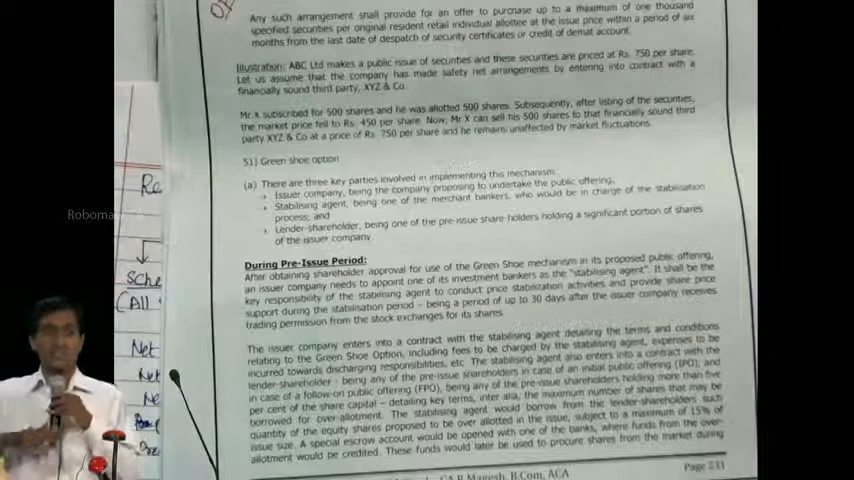 Any such arrangement shall provide for an offer to purchase up to a maximum of one thousand
specified securities per original resident retail individual allottee at the issue price within a period of six
months from the last date of despatch of security certificates or credit of demat account.
Illustration: ABC Ltd makes a public issue of securities and these securities are priced at Rs. 750 per share.
Let us assume that the company has made safety net arrangements by entering into contract with a
financially sound third party, XYZ & Co
Mr.X subscribed for 500 shares and he was allotted 500 shares. Subsequently, after listing of the securities,
the market price fell to Rs. 450 per share. Now, Mr.X can sell his 500 shares to that financially sound third
party XYZ & Co at a price of Rs. 750 per share and he remains unaffected by market fluctuations.
51) Green shoe option
(a) There are three key parties involved in implementing this mechanism
Issuer company, being the company proposing to undertake the public offering;
Stabilising agent, being one of the merchant bankers, who would be in charge of the stabilisation
process; and
Lender-shareholder, being one of the pre-issue share-holders holding a significant portion of shares
of the issuer company
During Pre-Issue Period:
After obtaining shareholder approval for use of the Green Shoe mechanism in its proposed public offering,
an issuer company needs to appoint one of its investment bankers as the "stabilising agent". It shall be the
key responsibility of the stabilising agent to conduct price stabilization activities and provide share price
support during the stabilisation period - being a period of up to 30 days after the issuer company receives
trading permission from the stock exchanges for its shares.
The issuer company enters into a contract with the stabilising agent detailing the terms and conditions
relating to the Green Shoe Option, including fees to be charged by the stabilising agent, expenses to be
incurred towards discharging responsibilities, etc. The stabilising agent also enters into a contract with the
lender-shareholder - being any of the pre-issue shareholders in case of an initial public offering (IPO), and
in case of a follow-on public offering (FPO), being any of the pre-issue shareholders holding more than five
per cent of the share capital - detailing key terms, inter alia, the maximum number of shares that may be
borrowed for over-allotment. The stabilising agent would borrow from the lender-shareholders such
quantity of the equity shares proposed to be over allotted in the issue, subject to a maximum of 15% of
issue size. A special escrow account would be opened with one of the banks, where funds from the over-
allotment would be credited. These funds would later be used to procure shares from the market during
CA R Magesh, B.Com, ACA
Page 231
Re
Sche
(All
Net
Net
Ne
Roboma